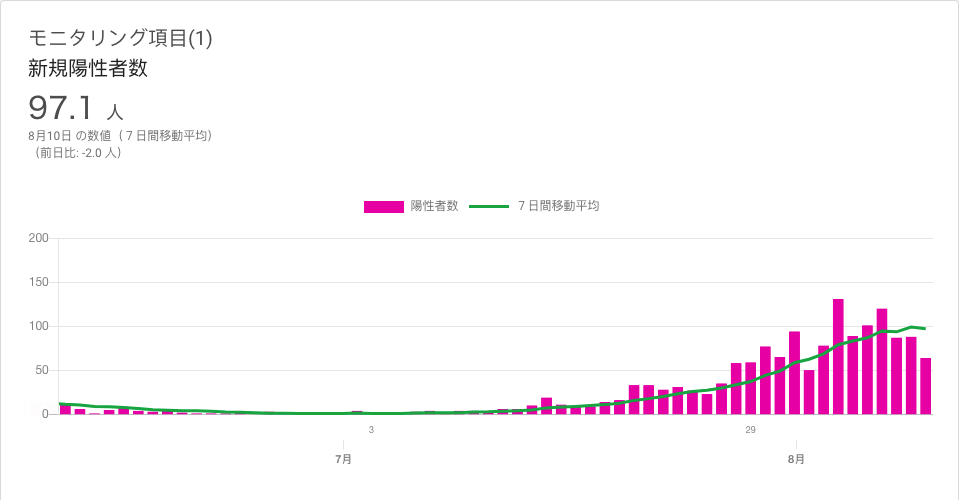 モニタリング項目(1)
新規陽性者数
97.1 人
8月10日 の数値（７日間移動平均）
（前日比: -2.0 人）
陽性者数 ７日間移動平均
200
150
100
50
0
3 29
7月 8月